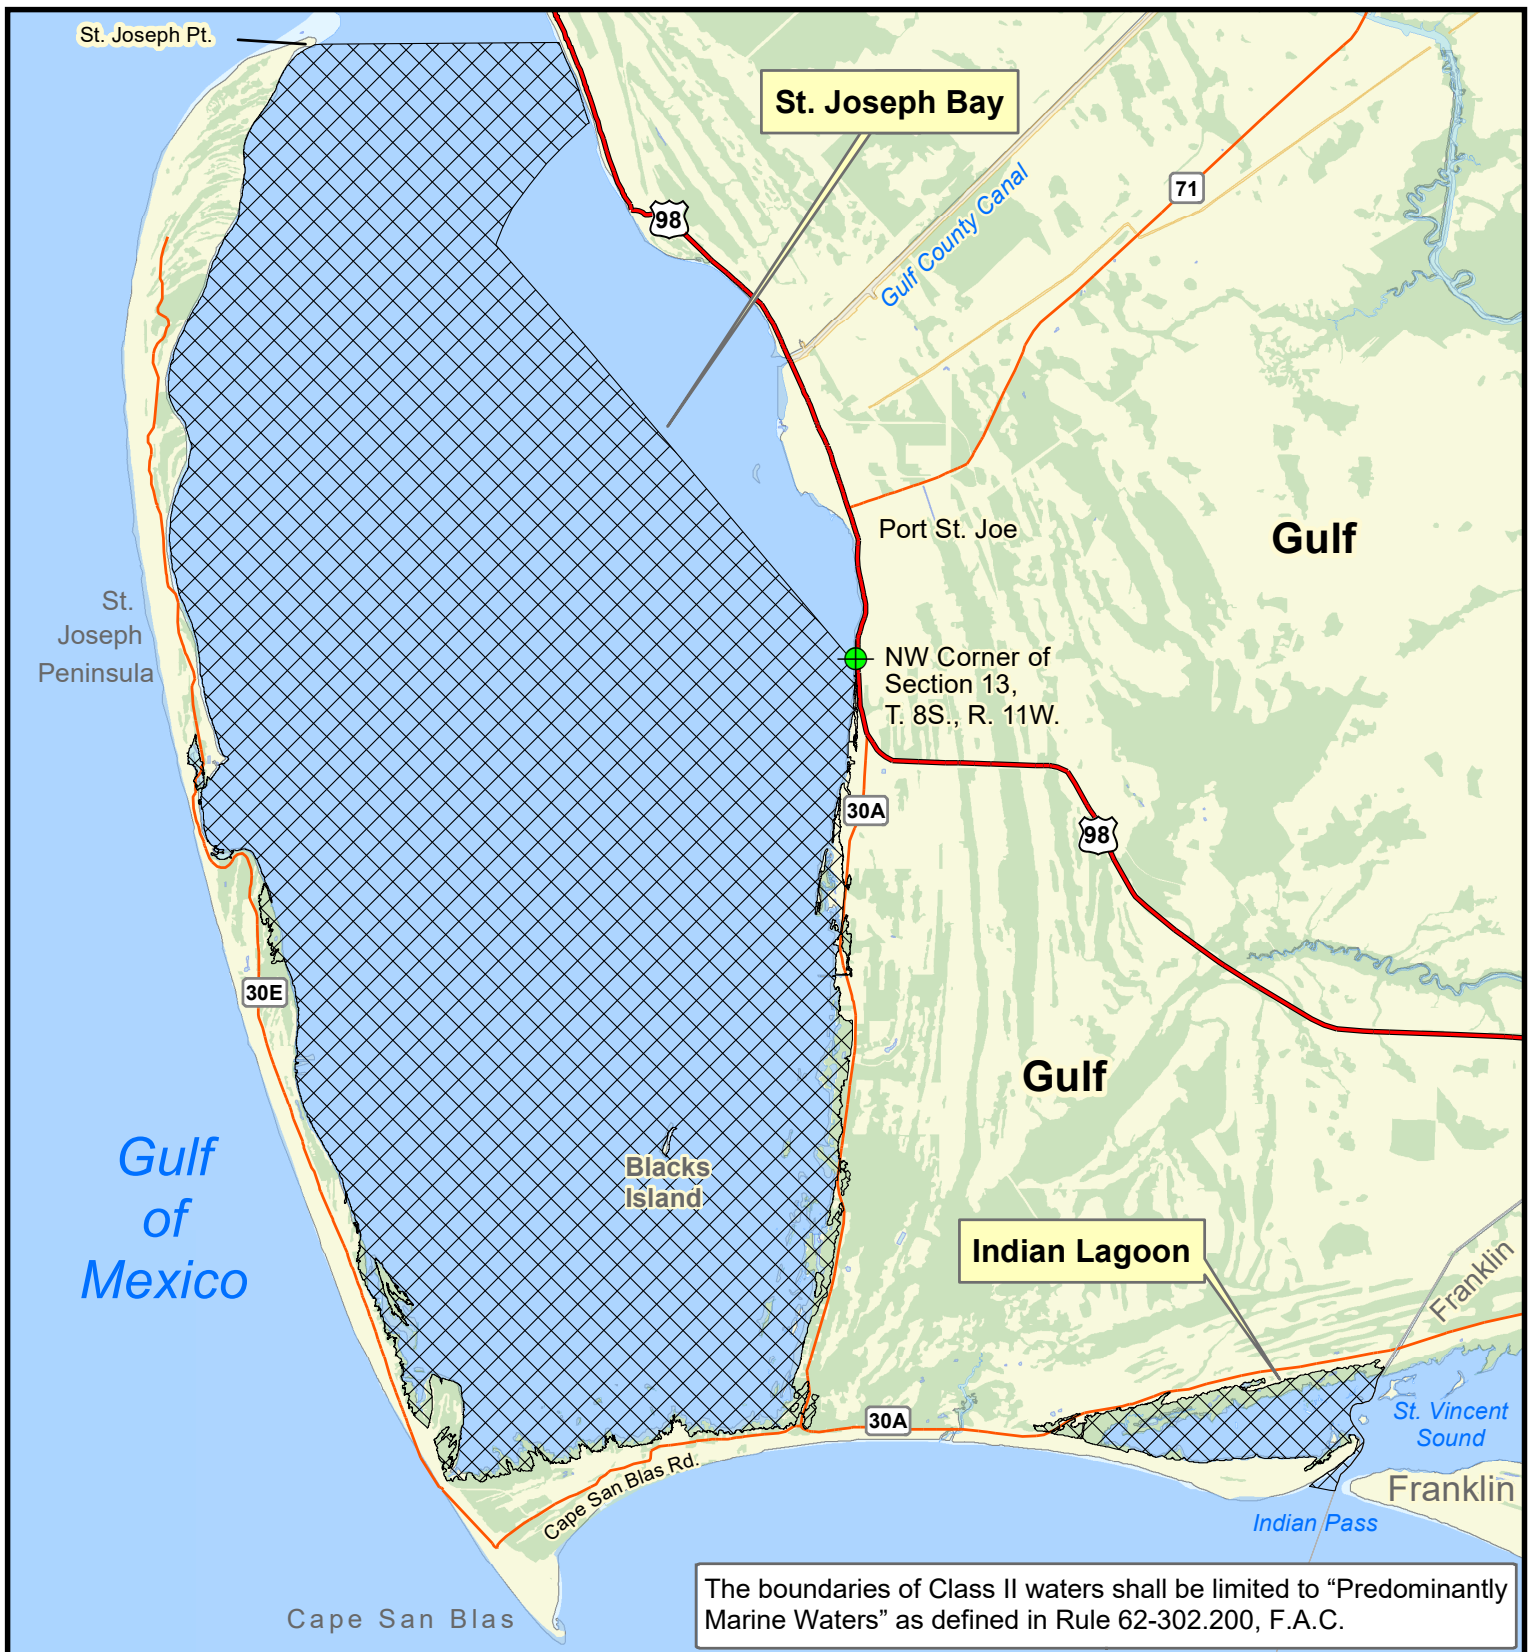 St. Joseph Pt.
St. Joseph Bay
98
Gulf County Canal
71
Port St. Joe
Gulf
St.
Joseph
Peninsula
NW Corner of
Section 13,
T. 8S., R. 11W.
30A
98
30E
Gulf
Gulf
of
Mexico
Blacks
Island
Indian Lagoon
Franklin
30A
St. Vincent
Sound
Franklin
Cape San Blas Rd.
Indian Pass
Cape San Blas
The boundaries of Class II waters shall be limited to “Predominantly
Marine Waters” as defined in Rule 62-302.200, F.A.C.